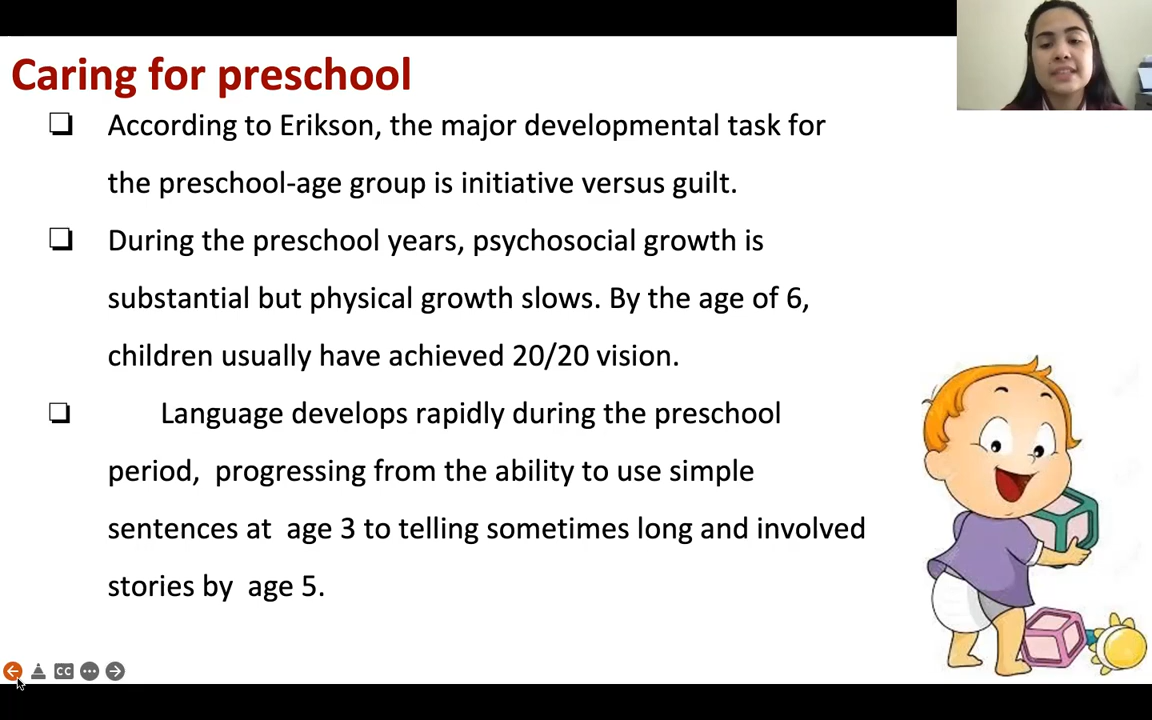 Caring for preschool
❑ According to Erikson, the major developmental task for
the preschool-age group is initiative versus guilt.
❑ During the preschool years, psychosocial growth is
substantial but physical growth slows. By the age of 6,
children usually have achieved 20/20 vision.
❑ Language develops rapidly during the preschool
period, progressing from the ability to use simple
sentences at age 3 to telling sometimes long and involved
stories by age 5.
CC